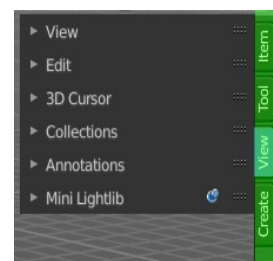 View
Edit
3D Cursor
Collections
Annotations
Mini Lightlib
Item
Tool
View
Create